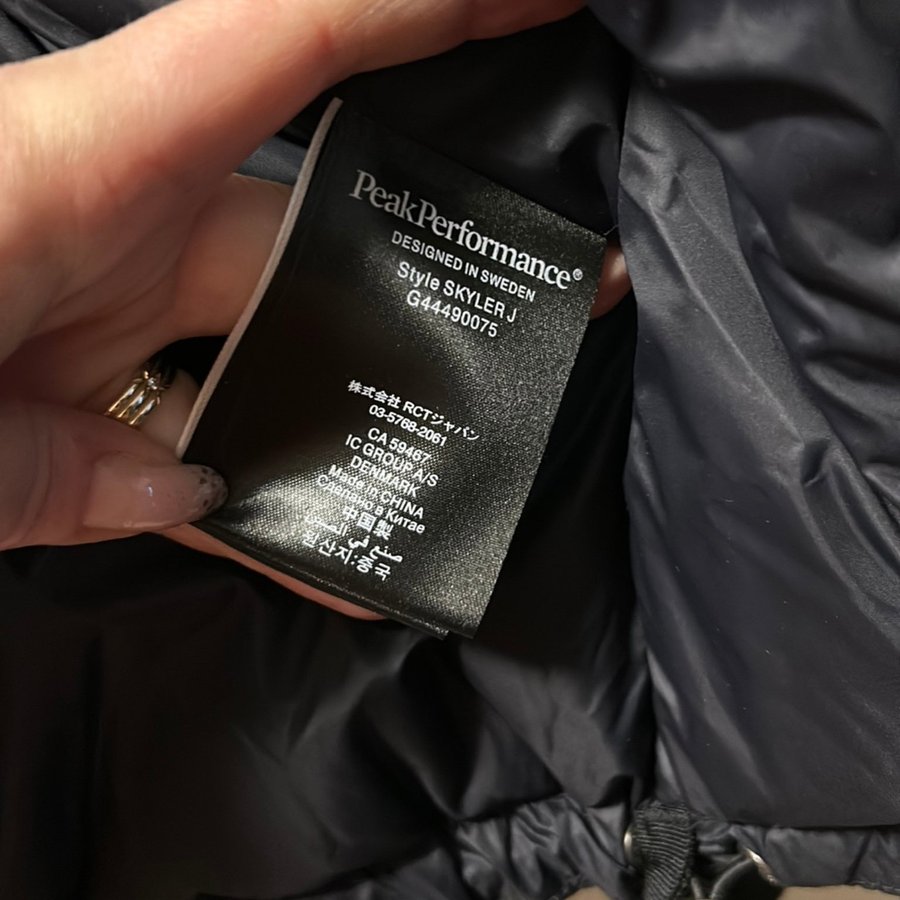 PeakPerformance®
DESIGNED IN SWEDEN
Style SKYLER J
G44490075
株式会社 RCTジャパン
03-5768-2061
CA 59467
IC GROUP A/S
DENMARK
Made in CHINA
Сделано в Китае
中国製
صنع في الصين
원산지:중국